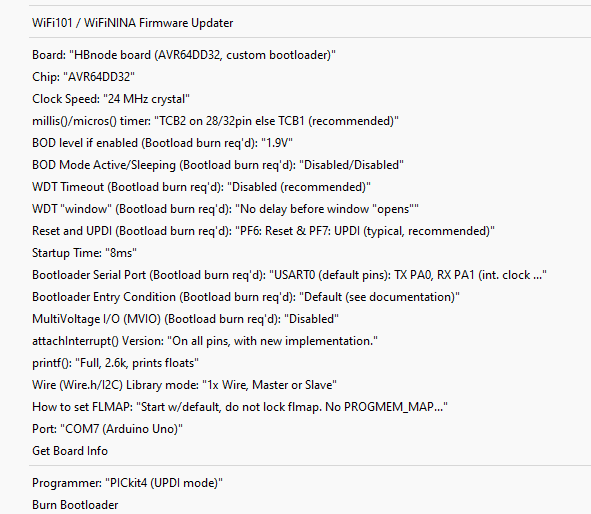 WiFi101 / WiFiNINA Firmware Updater
Board: "HBnode board (AVR64DD32, custom bootloader)"
Chip: "AVR64DD32"
Clock Speed: "24 MHz crystal"
millis()/micros() timer: "TCB2 on 28/32pin else TCB1 (recommended)"
BOD level if enabled (Bootload burn req'd): "1.9V"
BOD Mode Active/Sleeping (Bootload burn req'd): "Disabled/Disabled"
WDT Timeout (Bootload burn req'd): "Disabled (recommended)"
WDT "window" (Bootload burn req'd): "No delay before window "opens""
Reset and UPDI (Bootload burn req'd): "PF6: Reset & PF7: UPDI (typical, recommended)"
Startup Time: "8ms"
Bootloader Serial Port (Bootload burn req'd): "USART0 (default pins): TX PA0, RX PA1 (int. clock ..."
Bootloader Entry Condition (Bootload burn req'd): "Default (see documentation)"
MultiVoltage I/O (MVIO) (Bootload burn req'd): "Disabled"
attachInterrupt() Version: "On all pins, with new implementation."
printf(): "Full, 2.6k, prints floats"
Wire (Wire.h/I2C) Library mode: "1x Wire, Master or Slave"
How to set FLMAP: "Start w/default, do not lock flmap. No PROGMEM_MAP..."
Port: "COM7 (Arduino Uno)"
Get Board Info
Programmer: "PICkit4 (UPDI mode)"
Burn Bootloader